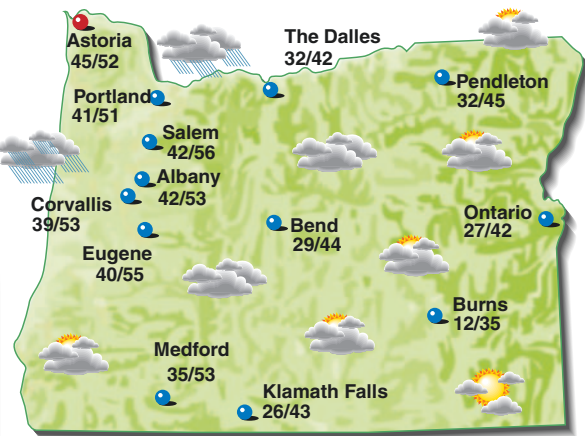 Astoria
45/52
The Dalles
32/42
Portland
41/51
Pendleton
32/45
Salem
42/56
Albany
42/53
Corvallis
39/53
Eugene
40/55
Bend
29/44
Ontario
27/42
Burns
12/35
Medford
35/53
Klamath Falls
26/43